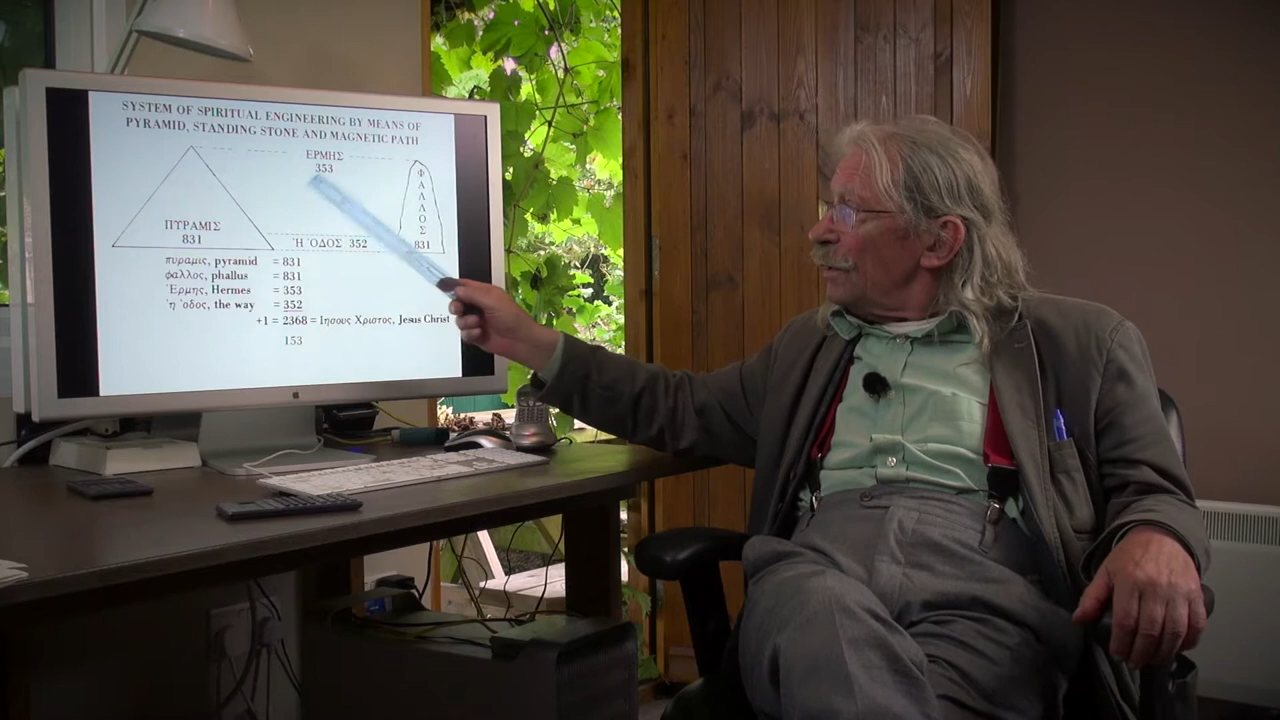 SYSTEM OF SPIRITUAL ENGINEERING BY MEANS OF
PYRAMID, STANDING STONE AND MAGNETIC PATH
ΕΡΜΗΣ
353
ΦΑΛΛΟΣ
831
ΠΥΡΑΜΙΣ
831
Ἡ ὉΔΟΣ 352
πυραμις, pyramid = 831
φαλλος, phallus = 831
Ἑρμης, Hermes = 353
ἡ ὁδος, the way = 352
+1 = 2368 = Ιησους Χριστος, Jesus Christ
153